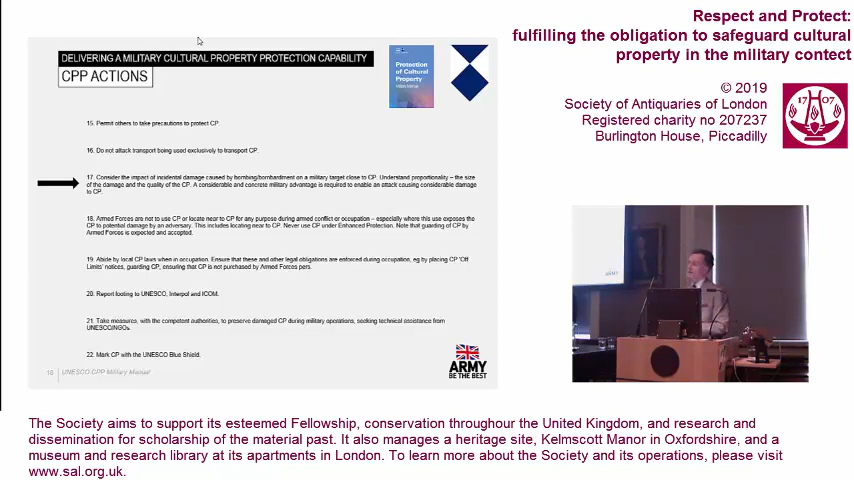 Respect and Protect:
fulfilling the obligation to safeguard cultural
property in the military contect
© 2019
Society of Antiquaries of London
Registered charity no 207237
Burlington House, Piccadilly
17 07
DELIVERING A MILITARY CULTURAL PROPERTY PROTECTION CAPABILITY
CPP ACTIONS
Protection
of Cultural
Property
15. Permit others to take precautions to protect CP.
16. Do not attack transport being used exclusively to transport CP.
17. Consider the impact of incidental damage caused by bombing/bombardment on a military target close to CP. Understand proportionality – the size
of the damage and the quality of the CP. A considerable and concrete military advantage is required to enable an attack causing considerable damage
to CP.
18. Armed Forces are not to use CP or locate near to CP for any purpose during armed conflict or occupation – especially where this use exposes the
CP to potential damage by an adversary. This includes locating near to CP. Never use CP under Enhanced Protection. Note that guarding of CP by
Armed Forces is expected and accepted.
19. Abide by local CP laws when in occupation. Ensure that these and other legal obligations are enforced during occupation, eg by placing CP 'Off
Limits' notices, guarding CP, ensuring that CP is not purchased by Armed Forces pers.
20. Report looting to UNESCO, Interpol and ICOM.
21. Take measures, with the competent authorities, to preserve damaged CP during military operations, seeking technical assistance from
UNESCO/NGOs.
22. Mark CP with the UNESCO Blue Shield.
16 UNESCO CPP Military Manual
ARMY
BE THE BEST
The Society aims to support its esteemed Fellowship, conservation throughour the United Kingdom, and research and
dissemination for scholarship of the material past. It also manages a heritage site, Kelmscott Manor in Oxfordshire, and a
museum and research library at its apartments in London. To learn more about the Society and its operations, please visit
www.sal.org.uk.